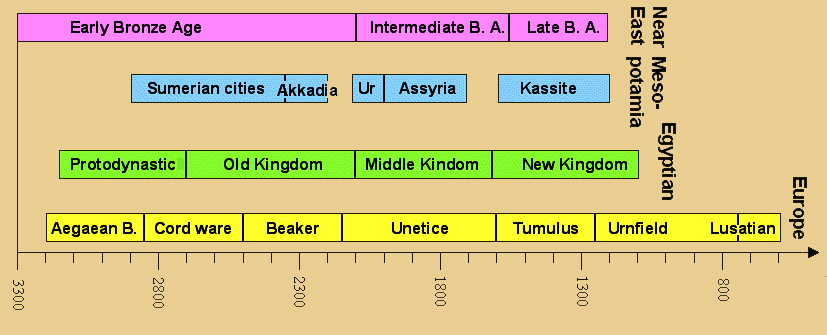 Early Bronze Age
Intermediate B. A.
Late B. A.
Near
East
Sumerian cities
Akkadia
Ur
Assyria
Kassite
Meso-
potamia
Protodynastic
Old Kingdom
Middle Kindom
New Kingdom
Egyptian
Aegaean B.
Cord ware
Beaker
Unetice
Tumulus
Urnfield
Lusatian
Europe
3300
2800
2300
1800
1300
800